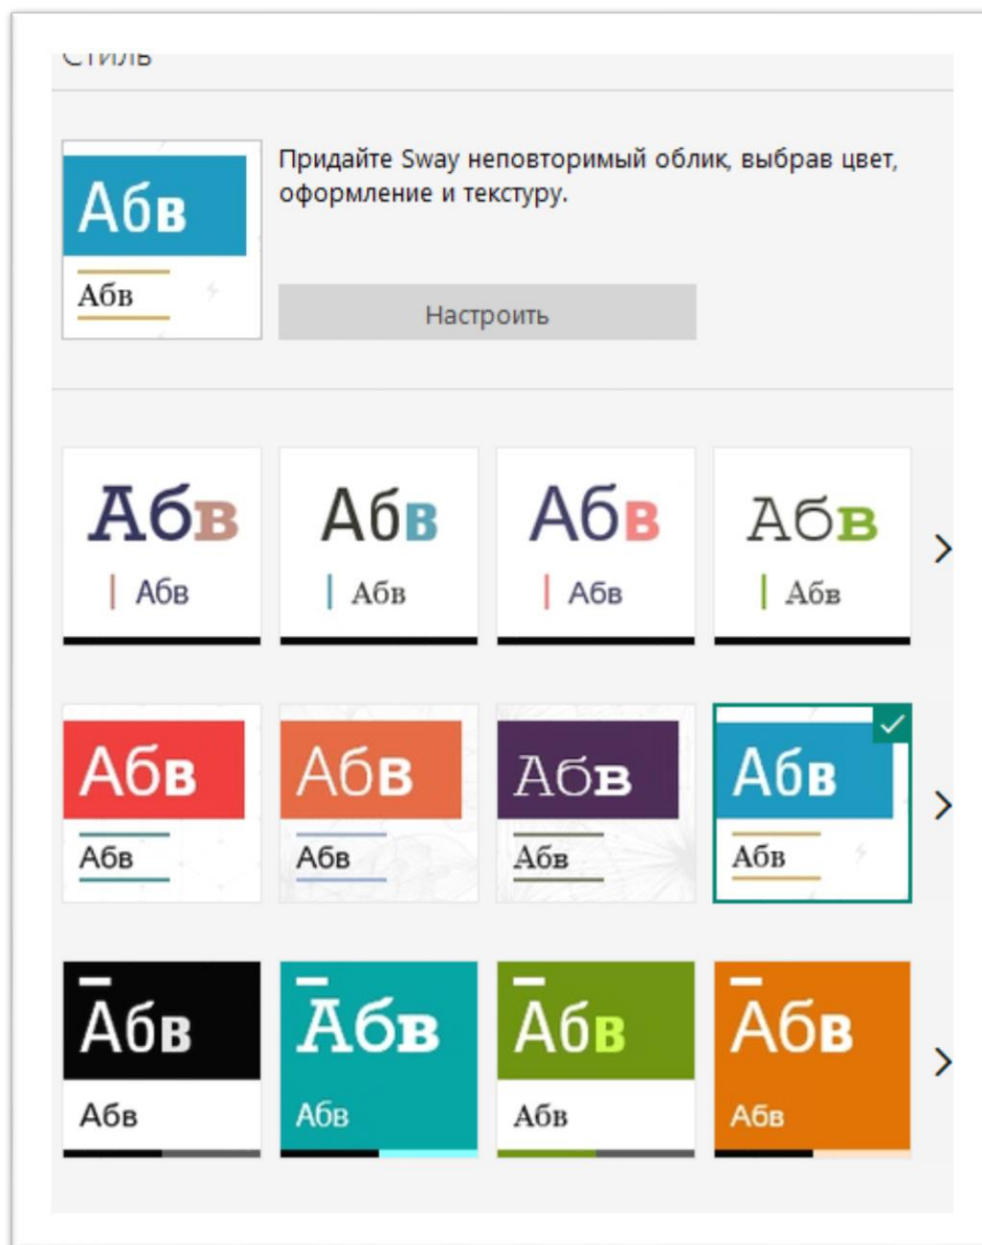 Стиль
Абв
Придайте Sway неповторимый облик, выбрав цвет,
оформление и текстуру.
Абв
Настроить
Абв Абв Абв Абв
Абв Абв Абв Абв
Абв Абв Абв Абв
Абв Абв Абв Абв
Абв Абв Абв Абв
Абв Абв Абв Абв